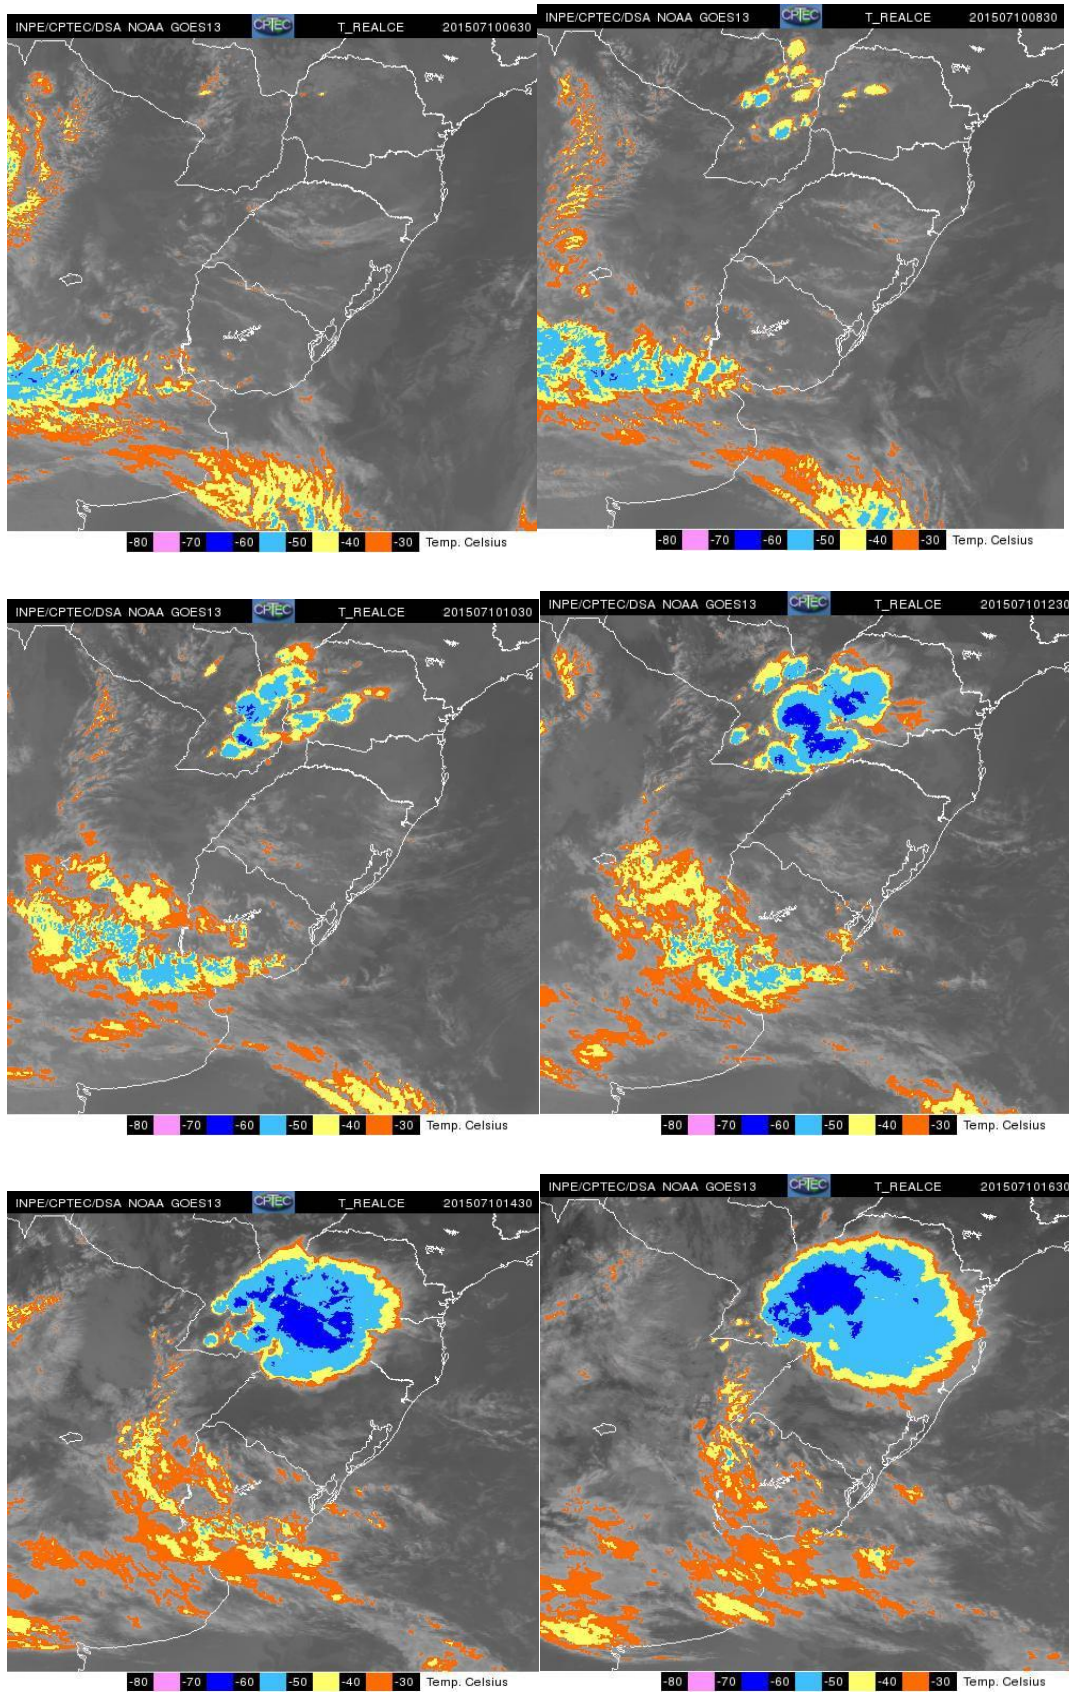 INPE/CPTEC/DSA NOAA GOES13 CPTEC T_REALCE 201507100630
INPE/CPTEC/DSA NOAA GOES13 CPTEC T_REALCE 201507100830
-80 -70 -60 -50 -40 -30 Temp. Celsius
-80 -70 -60 -50 -40 -30 Temp. Celsius
INPE/CPTEC/DSA NOAA GOES13 CPTEC T_REALCE 201507101030
INPE/CPTEC/DSA NOAA GOES13 CPTEC T_REALCE 201507101230
-80 -70 -60 -50 -40 -30 Temp. Celsius
-80 -70 -60 -50 -40 -30 Temp. Celsius
INPE/CPTEC/DSA NOAA GOES13 CPTEC T_REALCE 201507101430
INPE/CPTEC/DSA NOAA GOES13 CPTEC T_REALCE 201507101630
-80 -70 -60 -50 -40 -30 Temp. Celsius
-80 -70 -60 -50 -40 -30 Temp. Celsius